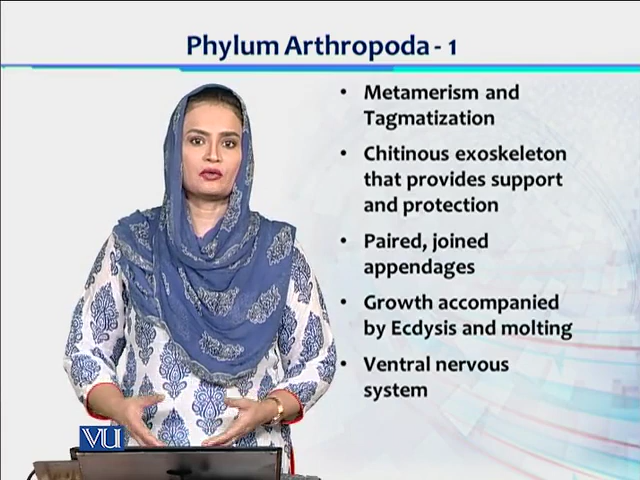 Phylum Arthropoda - 1
• Metamerism and
Tagmatization
• Chitinous exoskeleton
that provides support
and protection
• Paired, joined
appendages
• Growth accompanied
by Ecdysis and molting
• Ventral nervous
system
VU